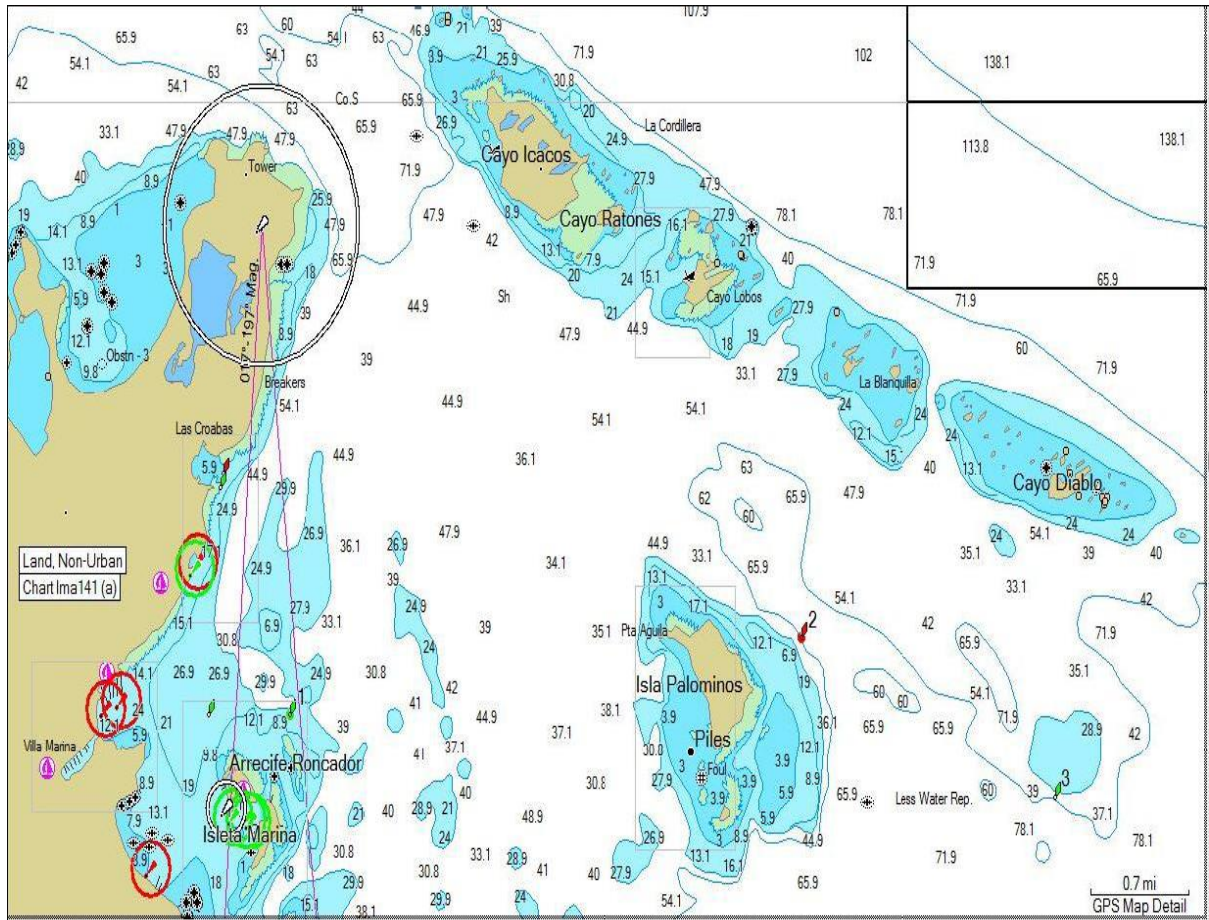 44 60 63 54.1 63 46.9 39 21 71.9 107.9
65.9 54.1 63 3.9 21 25.9 30.8 102 138.1
42 54.1 63 63 Co.S 65.9 3 20
33.1 47.9 47.9 47.9 65.9 26.9 24.9 La Cordillera 113.8 138.1
28.9 Tower Cayo Icacos
40 8.9 71.9 27.9 47.9
19 8.9 1 1 25.9 47.9 47.9 8.9 Cayo Ratones 16.1 27.9 78.1 78.1
14.1 42 13.1 21
13.1 3 3 18 65.9 7.9 24 15.1 40 71.9 65.9
5.9 39 44.9 Sh 20 21 Cayo Lobos 27.9 71.9
12.1 8.9 47.9 44.9 18 19 60
Obstn - 3 017°-197° Mag. 39 33.1 27.9 71.9
9.8 Breakers 54.1 44.9 54.1 54.1 La Blanquilla
Las Croabas 24 24 12.1 15. 24
5.9 44.9 44.9 36.1 63 40 13.1 Cayo Diablo
29.9 62 65.9 47.9
24.9 26.9 47.9 60 24 54.1 24
Land, Non-Urban
Chart lma141 (a)
36.1 26.9 34.1 44.9 33.1 65.9 35.1 39 40
24.9 39 13.1 33.1
27.9 24.9 3 17.1 54.1 42
15.1 6.9 33.1 39 351 Pta Aguila 12.1 2 42 65.9 71.9
30.8 24 6.9
14.1 26.9 26.9 29.9 24.9 30.8 Isla Palominos 19 35.1
24 1 42 60 60 54.1
12.1 21 12.1 8.9 39 41 44.9 38.1 3.9 36.1 65.9 65.9 71.9 28.9 42
Villa Marina 5.9 9.8 41 37.1 37.1 Piles 12.1
Arrecife Roncador 30.8 3 Foul 3.9 8.9
8.9 19 40 30.8 27.9 3.9 3.9 5.9 65.9 Less Water Rep. 60 39 3
7.9 13.1 21 40 28.9 21 48.9 5.9 37.1
Isleta Marina 24 26.9 3 8.9 44.9 78.1 78.1
3.9 1 30.8 33.1 28.9 13.1 71.9
18 18 30.8 41 40 27.9 16.1 65.9
29.9 29.9 24 0.7 mi
15.1 38.1 42 GPS Map Detail